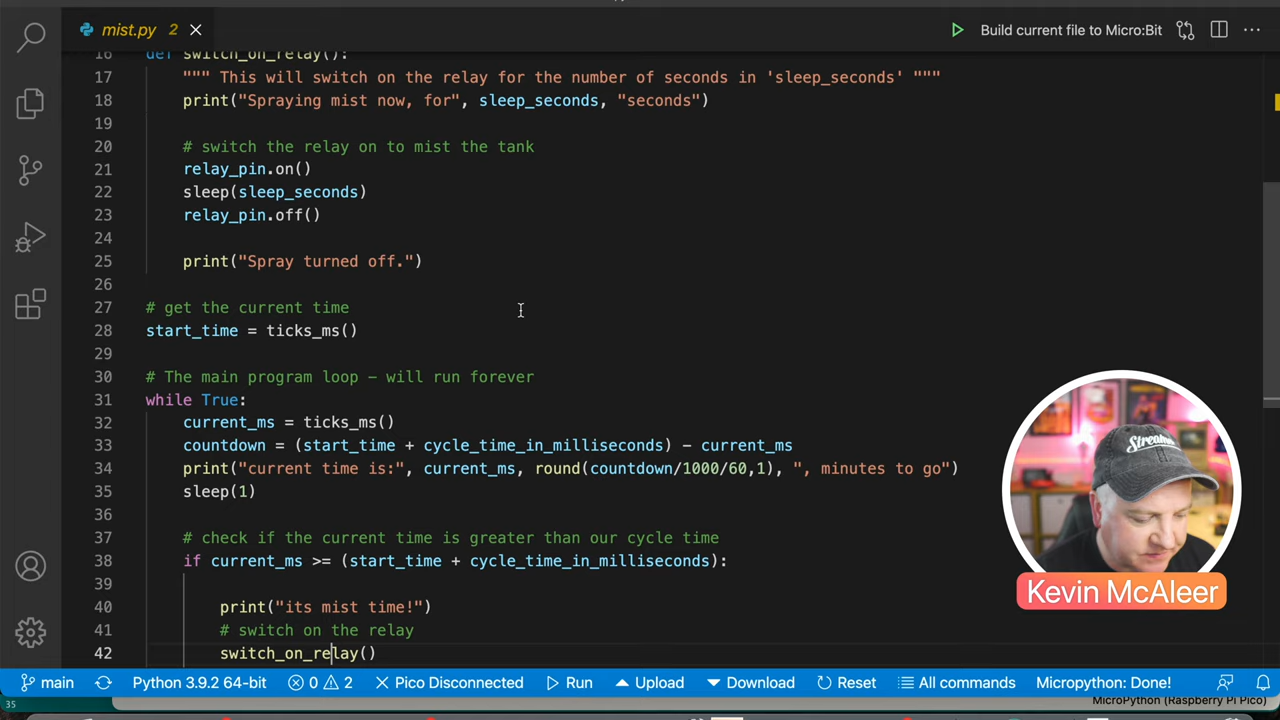 mist.py 2
Build current file to Micro:Bit
16 def switch_on_relay():
17 """ This will switch on the relay for the number of seconds in 'sleep_seconds' """
18 print("Spraying mist now, for", sleep_seconds, "seconds")
19
20 # switch the relay on to mist the tank
21 relay_pin.on()
22 sleep(sleep_seconds)
23 relay_pin.off()
24
25 print("Spray turned off.")
26
27 # get the current time
28 start_time = ticks_ms()
29
30 # The main program loop – will run forever
31 while True:
32 current_ms = ticks_ms()
33 countdown = (start_time + cycle_time_in_milliseconds) - current_ms
34 print("current time is:", current_ms, round(countdown/1000/60,1), ", minutes to go")
35 sleep(1)
36
37 # check if the current time is greater than our cycle time
38 if current_ms >= (start_time + cycle_time_in_milliseconds):
39
40 print("its mist time!")
41 # switch on the relay
42 switch_on_relay()
Streams
Kevin McAleer
main Python 3.9.2 64-bit 0 2 Pico Disconnected Run Upload Download Reset All commands Micropython: Done!
35 MicroPython (Raspberry Pi Pico)